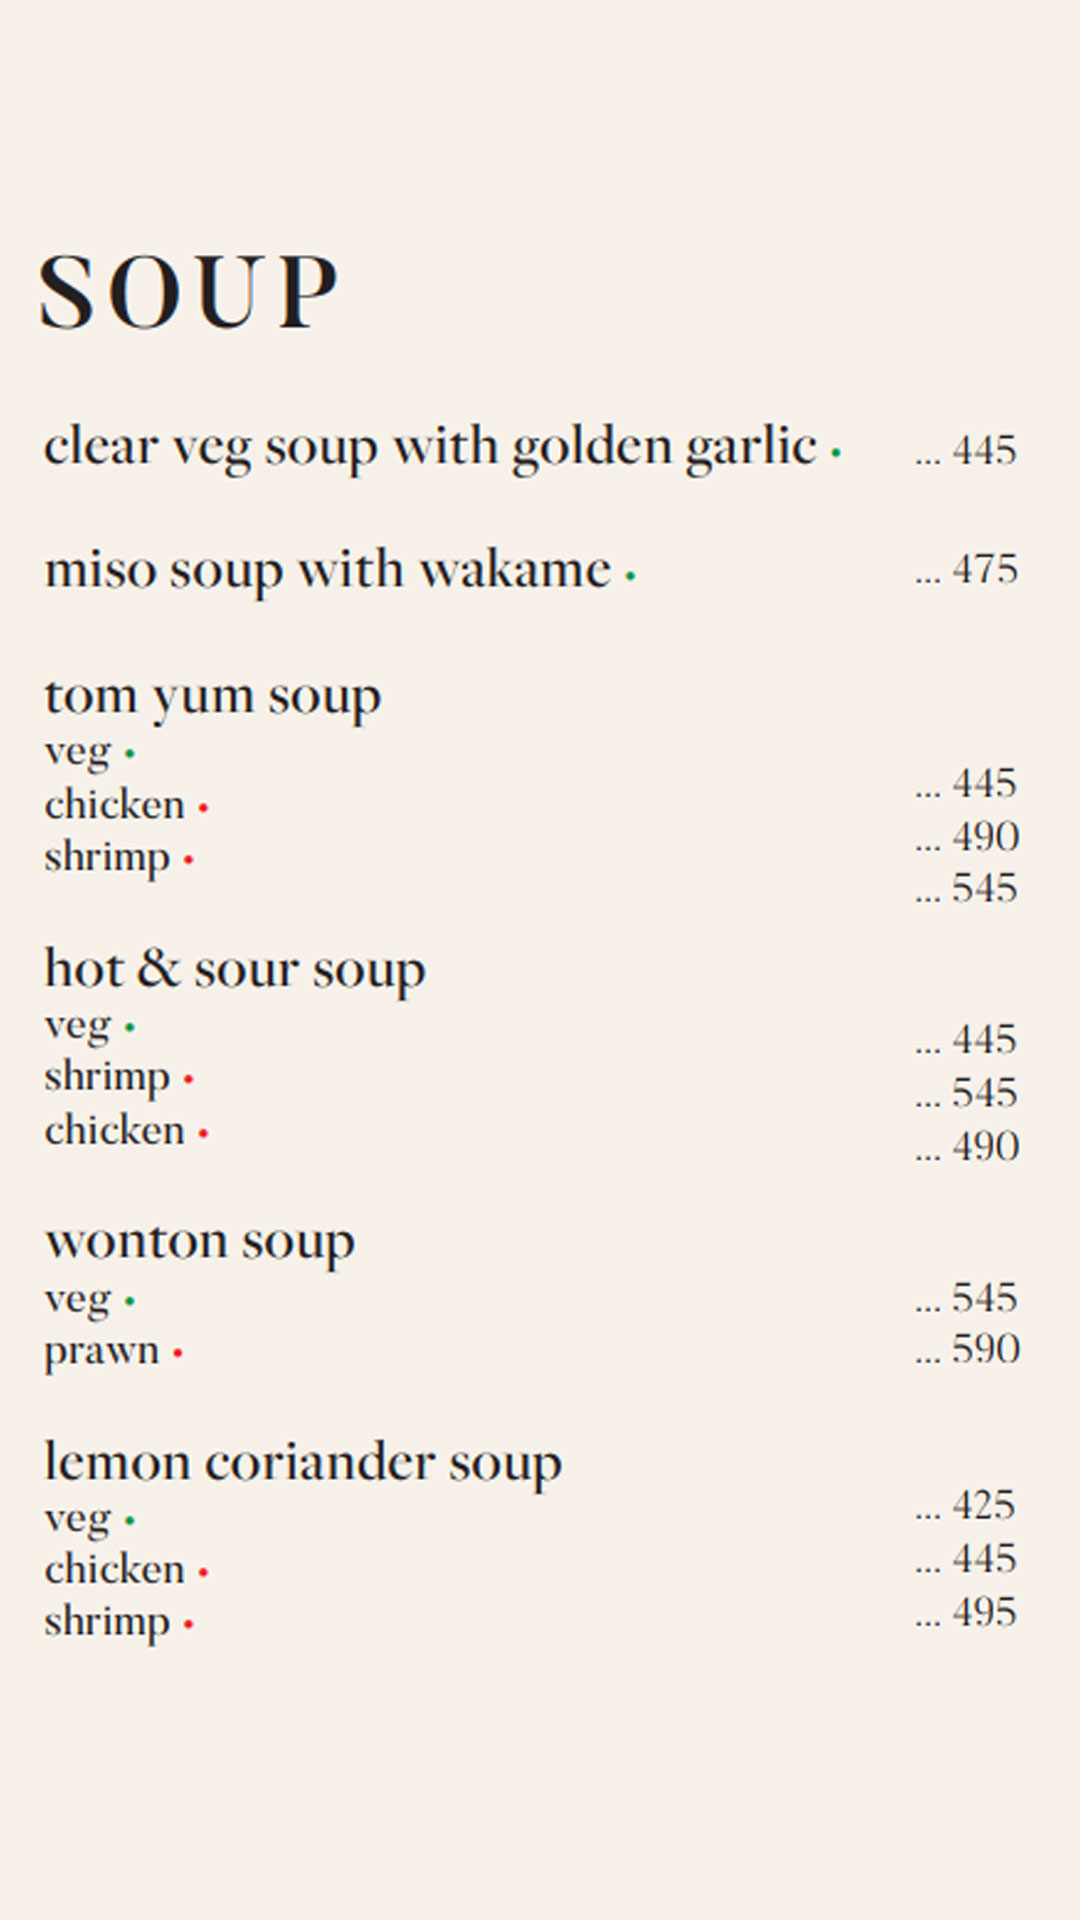 SOUP
clear veg soup with golden garlic • ... 445
miso soup with wakame • ... 475
tom yum soup
veg • ... 445
chicken • ... 490
shrimp • ... 545
hot & sour soup
veg • ... 445
shrimp • ... 545
chicken • ... 490
wonton soup
veg • ... 545
prawn • ... 590
lemon coriander soup
veg • ... 425
chicken • ... 445
shrimp • ... 495